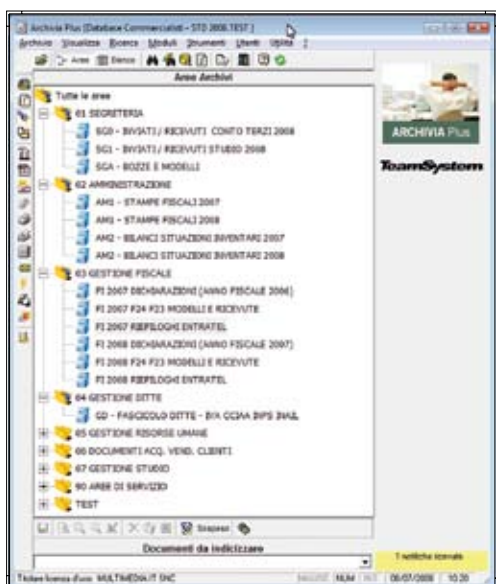 Archivia Plus [Database Commercialisti - STD 2008.TEST ]
Archivio Visualizza Ricerca Moduli Strumenti Utenti Utilità ?
Aree Elenco
Aree Archivi
Tutte le aree
01 SEGRETERIA
SG0 - INVIATI/ RICEVUTI CONTO TERZI 2008
SG1 - INVIATI/ RICEVUTI STUDIO 2008
SGA - BOZZE E MODELLI
02 AMMINISTRAZIONE
AM1 - STAMPE FISCALI 2007
AM1 - STAMPE FISCALI 2008
AM2 - BILANCI SITUAZIONI INVENTARI 2007
AM2 - BILANCI SITUAZIONI INVENTARI 2008
03 GESTIONE FISCALE
FI 2007 DICHIARAZIONI (ANNO FISCALE 2006)
FI 2007 F24 F23 MODELLI E RICEVUTE
FI 2007 RIEPILOGHI ENTRATEL
FI 2008 DICHIARAZIONI (ANNO FISCALE 2007)
FI 2008 F24 F23 MODELLI E RICEVUTE
FI 2008 RIEPILOGHI ENTRATEL
04 GESTIONE DITTE
GD - FASCICOLO DITTE - IVA CCIAA INPS INAIL
05 GESTIONE RISORSE UMANE
06 DOCUMENTI ACQ. VEND. CLIENTI
07 GESTIONE STUDIO
90 AREE DI SERVIZIO
TEST
ARCHIVIA Plus
TeamSystem
Sospesi
Documenti da indicizzare
1 notifiche ricevute
Titolare licenza d'uso: MULTIMEDIA IT SNC
MAIUSC NUM INS 08/07/2008 10.20